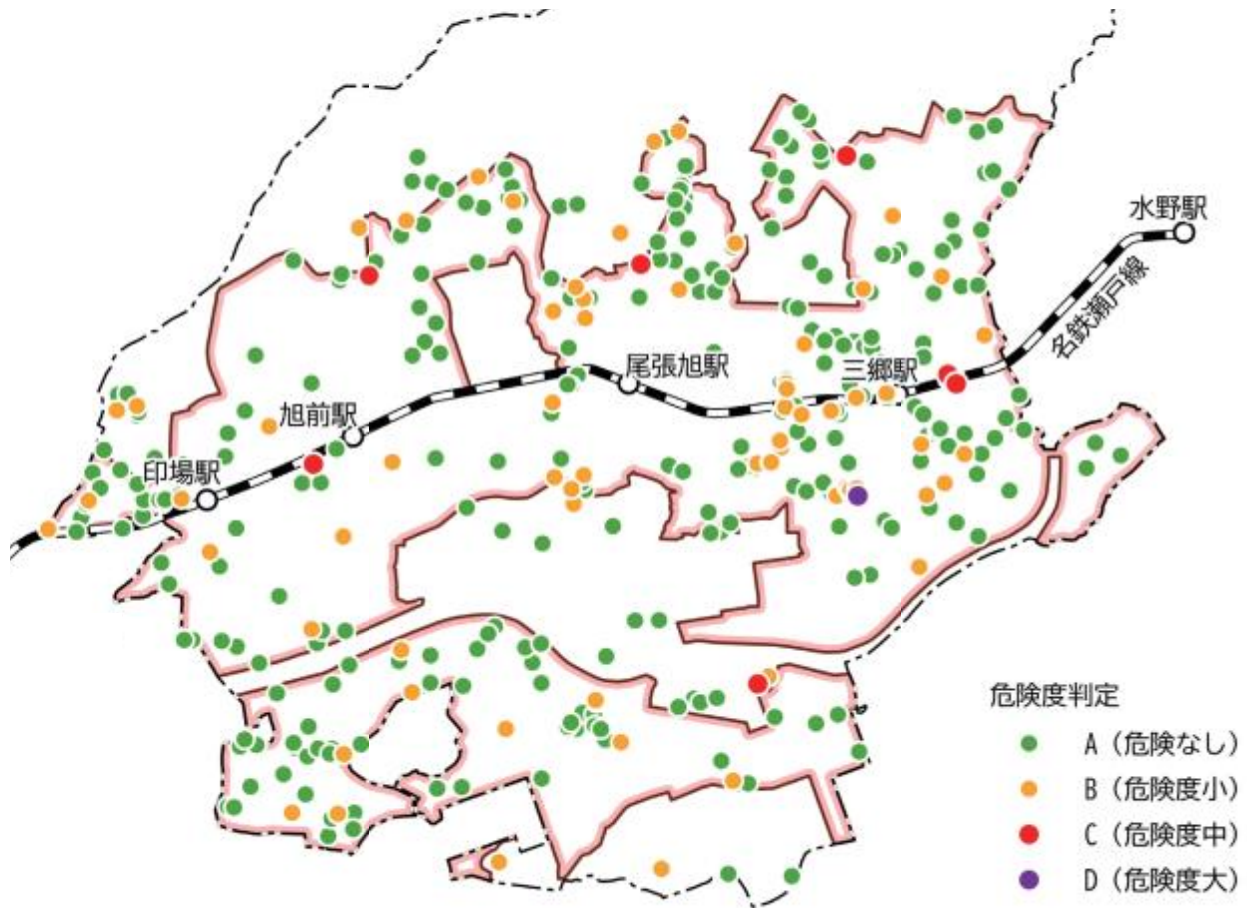 水野駅
名鉄瀬戸線
尾張旭駅
三郷駅
旭前駅
印場駅
危険度判定
A（危険なし）
B（危険度小）
C（危険度中）
D（危険度大）